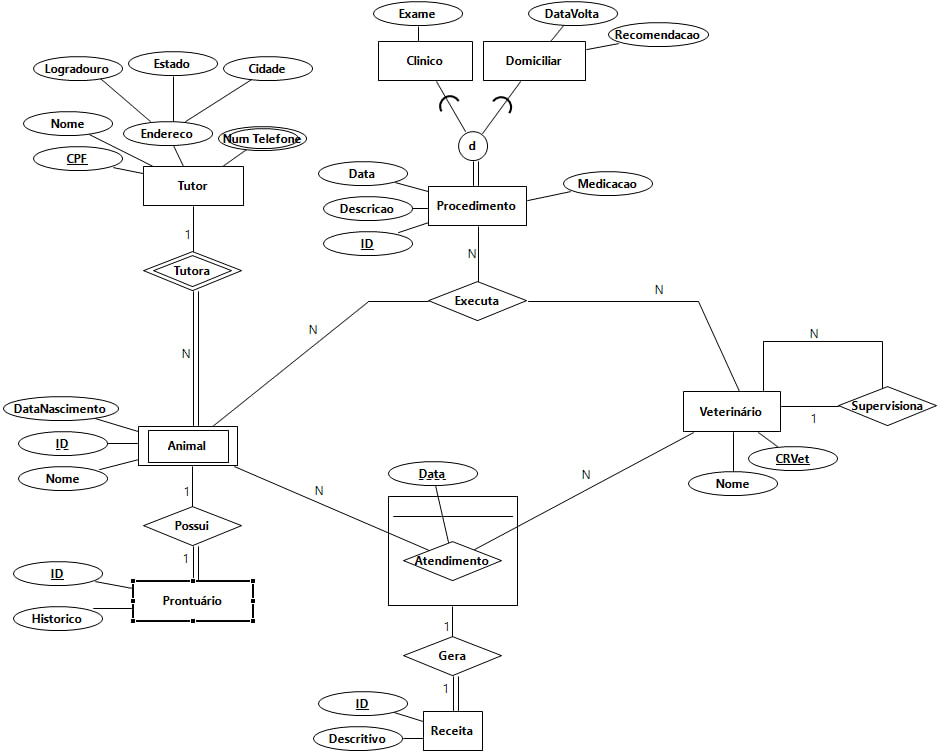 Exame
DataVolta
Recomendacao
Clinico
Domiciliar
Logradouro
Estado
Cidade
Nome
Endereco
Num Telefone
CPF
Tutor
d
Data
Medicacao
Descricao
Procedimento
ID
1
N
Tutora
Executa
N
N
N
N
Supervisiona
1
DataNascimento
Veterinário
ID
Animal
Nome
CRVet
Nome
Data
N
N
1
Possui
1
Atendimento
ID
Prontuário
Historico
1
Gera
1
ID
Descritivo
Receita